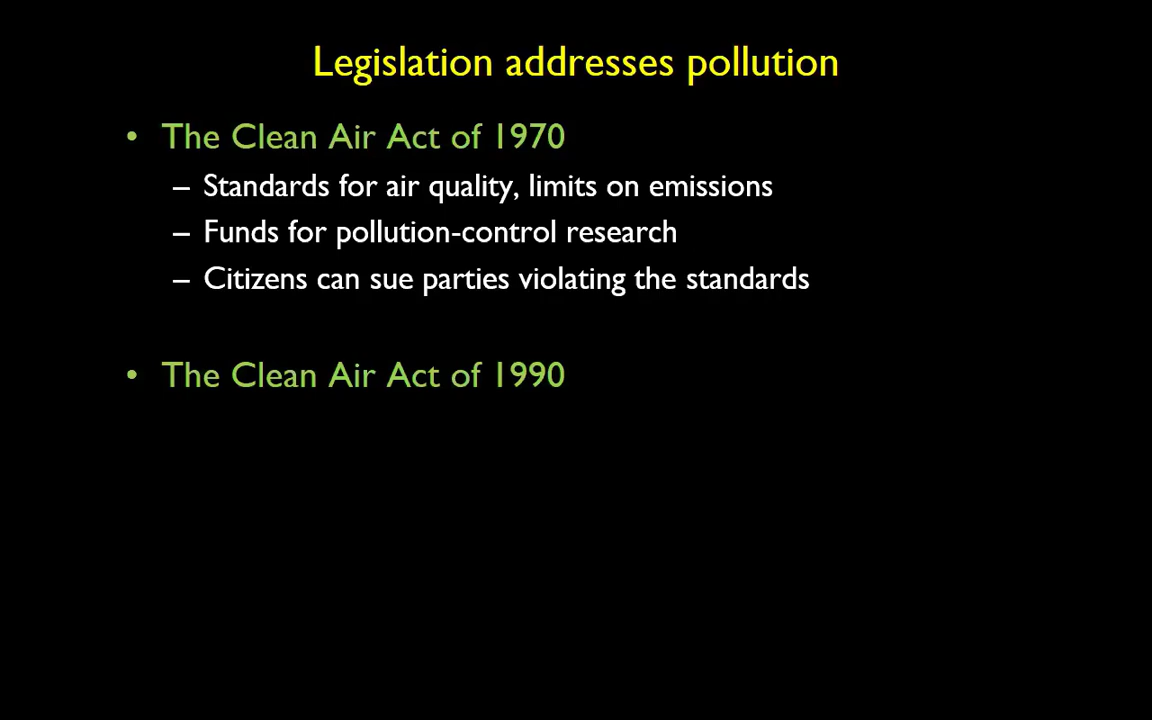 Legislation addresses pollution
• The Clean Air Act of 1970
– Standards for air quality, limits on emissions
– Funds for pollution-control research
– Citizens can sue parties violating the standards
• The Clean Air Act of 1990